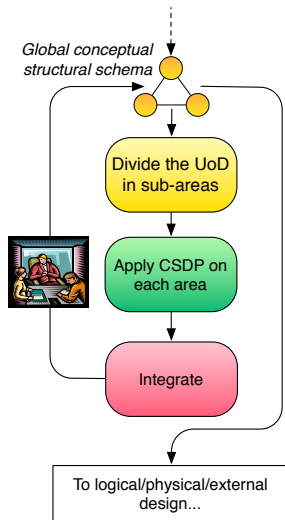 Global conceptual
structural schema
Divide the UoD
in sub-areas
Apply CSDP on
each area
Integrate
To logical/physical/external
design...